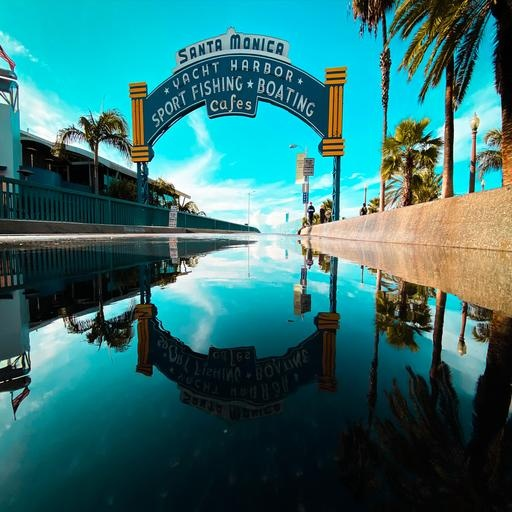 Santa Monica
* YACHT HARBOR *
SPORT FISHING * BOATING
Cafes